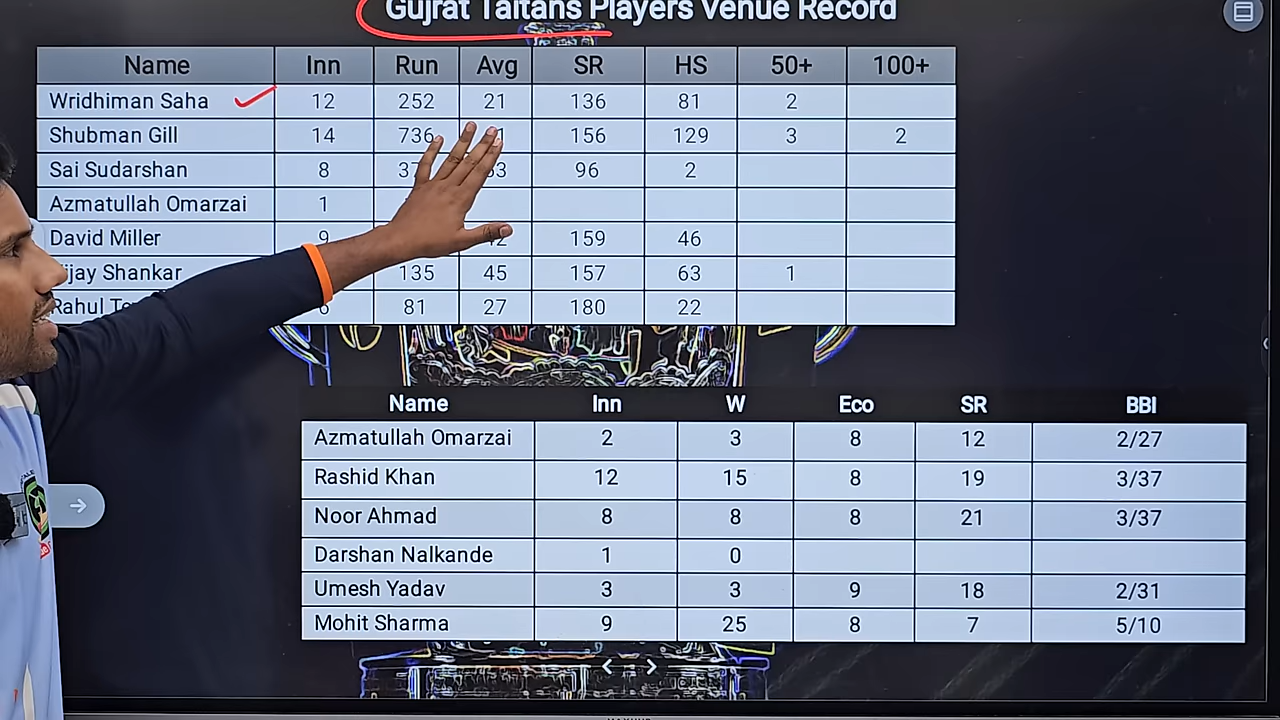 Gujrat Taitans Players Venue Record
Name Inn Run Avg SR HS 50+ 100+
Wridhiman Saha 12 252 21 136 81 2
Shubman Gill 14 736 156 129 3 2
Sai Sudarshan 8 96 2
Azmatullah Omarzai 1
David Miller 9 159 46
Shankar 135 45 157 63 1
Rahul 6 81 27 180 22
Name Inn W Eco SR BBI
Azmatullah Omarzai 2 3 8 12 2/27
Rashid Khan 12 15 8 19 3/37
Noor Ahmad 8 8 8 21 3/37
Darshan Nalkande 1 0
Umesh Yadav 3 3 9 18 2/31
Mohit Sharma 9 25 8 7 5/10